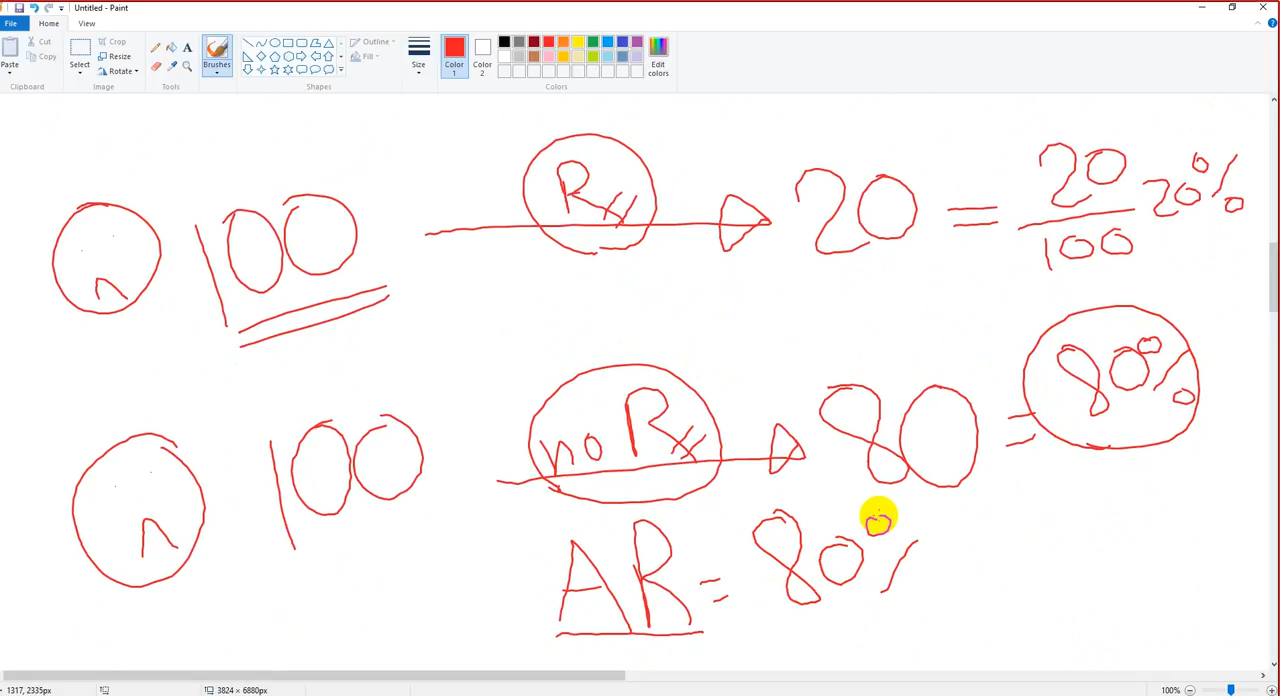 Untitled - Paint
File Home View
Paste Cut Copy Select Crop Resize Rotate A Brushes Outline Fill Size Color 1 Color 2 Edit colors
Clipboard Image Tools Shapes Colors
100 Rx 20 = 20/100 20%
100 no Rx 80 = 80%
AR = 80%
1317, 2335px 3824 × 6880px 100%